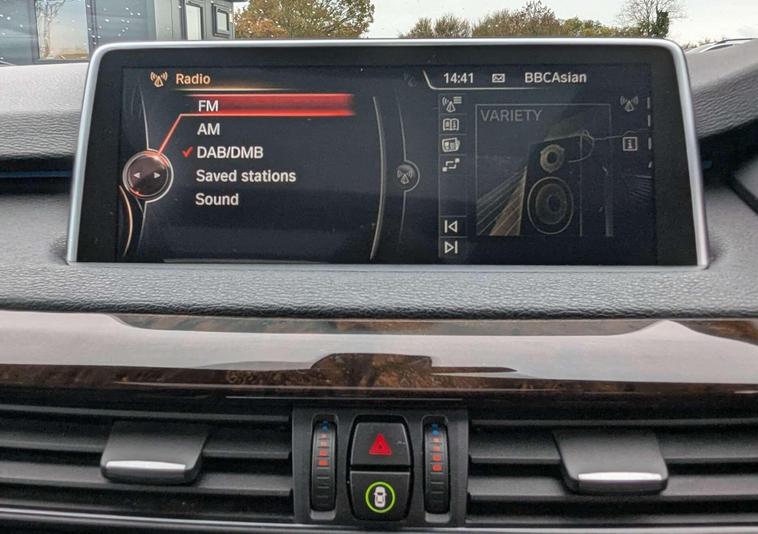 Radio
14:41 BBCAsian
FM
AM
DAB/DMB
Saved stations
Sound
VARIETY